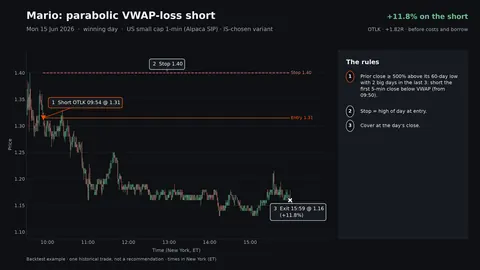 Mario: parabolic VWAP-loss short
Mon 15 Jun 2026 · winning day · US small cap 1-min (Alpaca SIP) · IS-chosen variant
+11.8% on the short
OTLK · +1.82R · before costs and borrow
2 Stop 1.40
Stop 1.40
1 Short OTLK 09:54 @ 1.31
Entry 1.31
3 Exit 15:59 @ 1.16
(+11.8%)
Price
1.40
1.35
1.30
1.25
1.20
1.15
1.10
10:00
11:00
12:00
13:00
14:00
15:00
Time (New York, ET)
The rules
1 Prior close ≥ 500% above its 60-day low
with 2 big days in the last 3. short the
first 5-min close below VWAP (from
09:50).
2 Stop = high of day at entry.
3 Cover at the day's close.
Backtest example · one historical trade, not a recommendation · times in New York (ET)